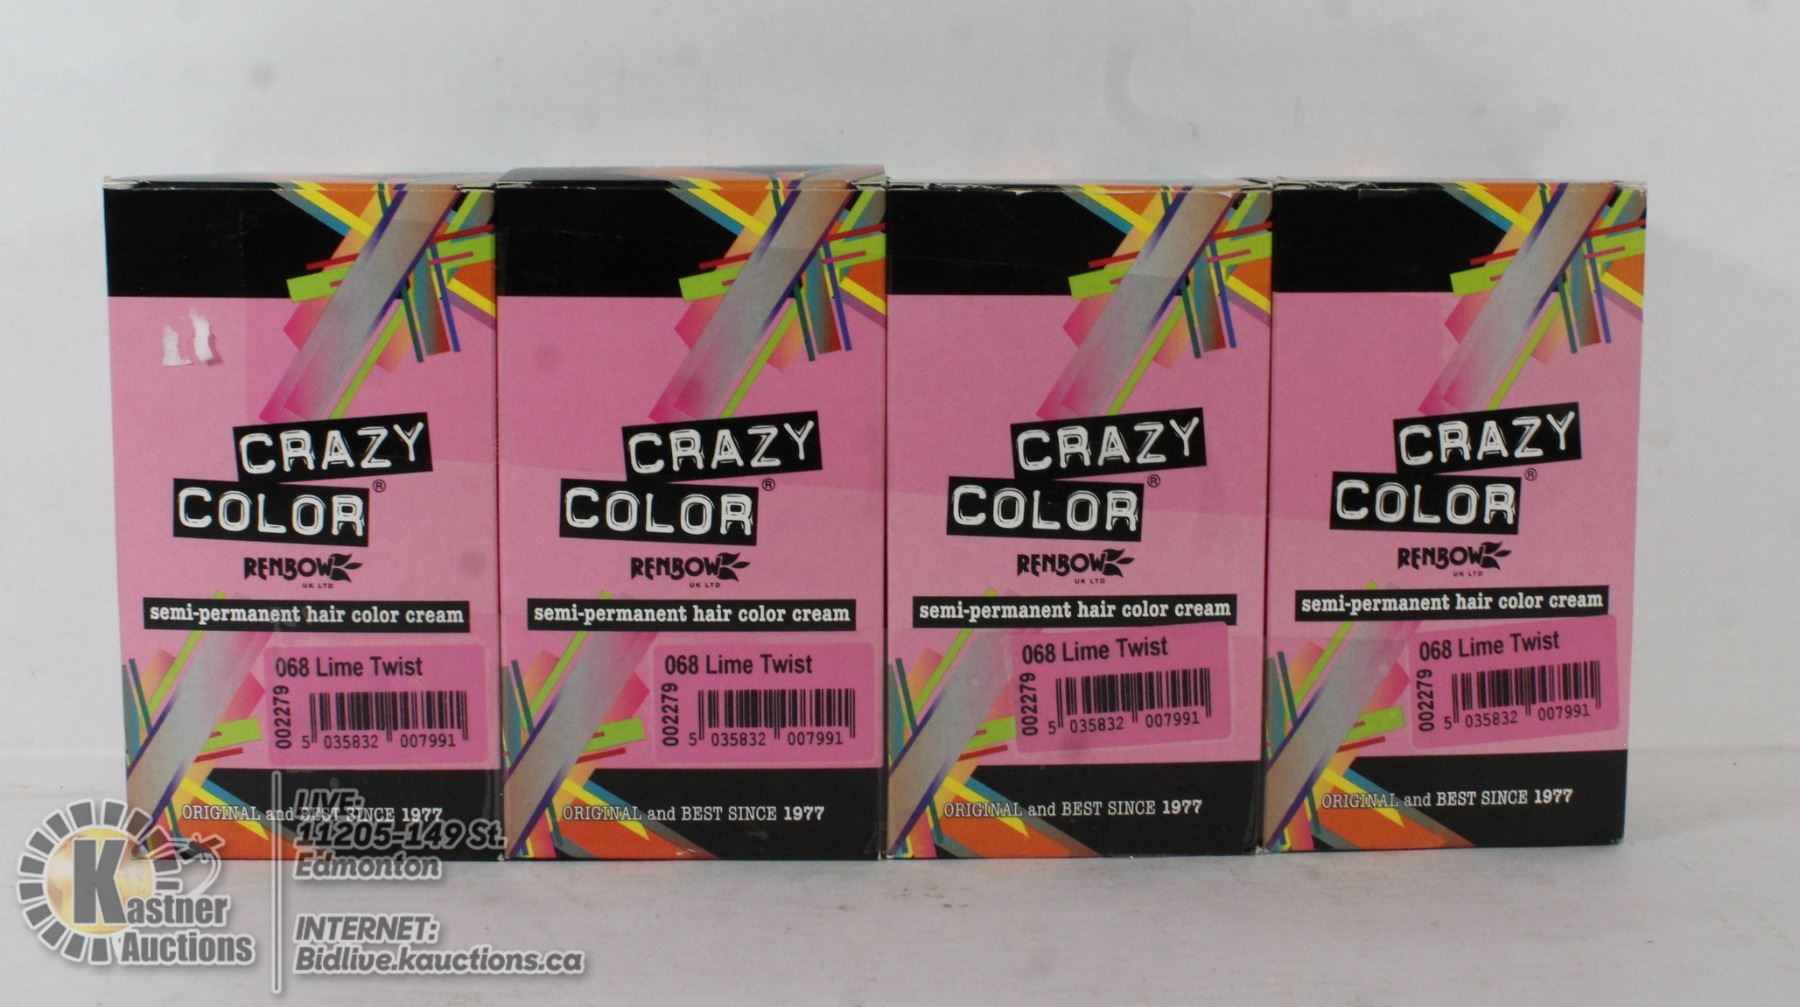 CRAZY
COLOR®
RENBOW
UK LTD
semi-permanent hair color cream
068 Lime Twist
002279
5 035832 007991
ORIGINAL and BEST SINCE 1977
CRAZY
COLOR®
RENBOW
UK LTD
semi-permanent hair color cream
068 Lime Twist
002279
5 035832 007991
ORIGINAL and BEST SINCE 1977
CRAZY
COLOR®
RENBOW
UK LTD
semi-permanent hair color cream
068 Lime Twist
002279
5 035832 007991
ORIGINAL and BEST SINCE 1977
CRAZY
COLOR®
RENBOW
UK LTD
semi-permanent hair color cream
068 Lime Twist
002279
5 035832 007991
ORIGINAL and BEST SINCE 1977
Kastner
Auctions
LIVE:
11205-149 St.
Edmonton
INTERNET:
Bidlive.kauctions.ca